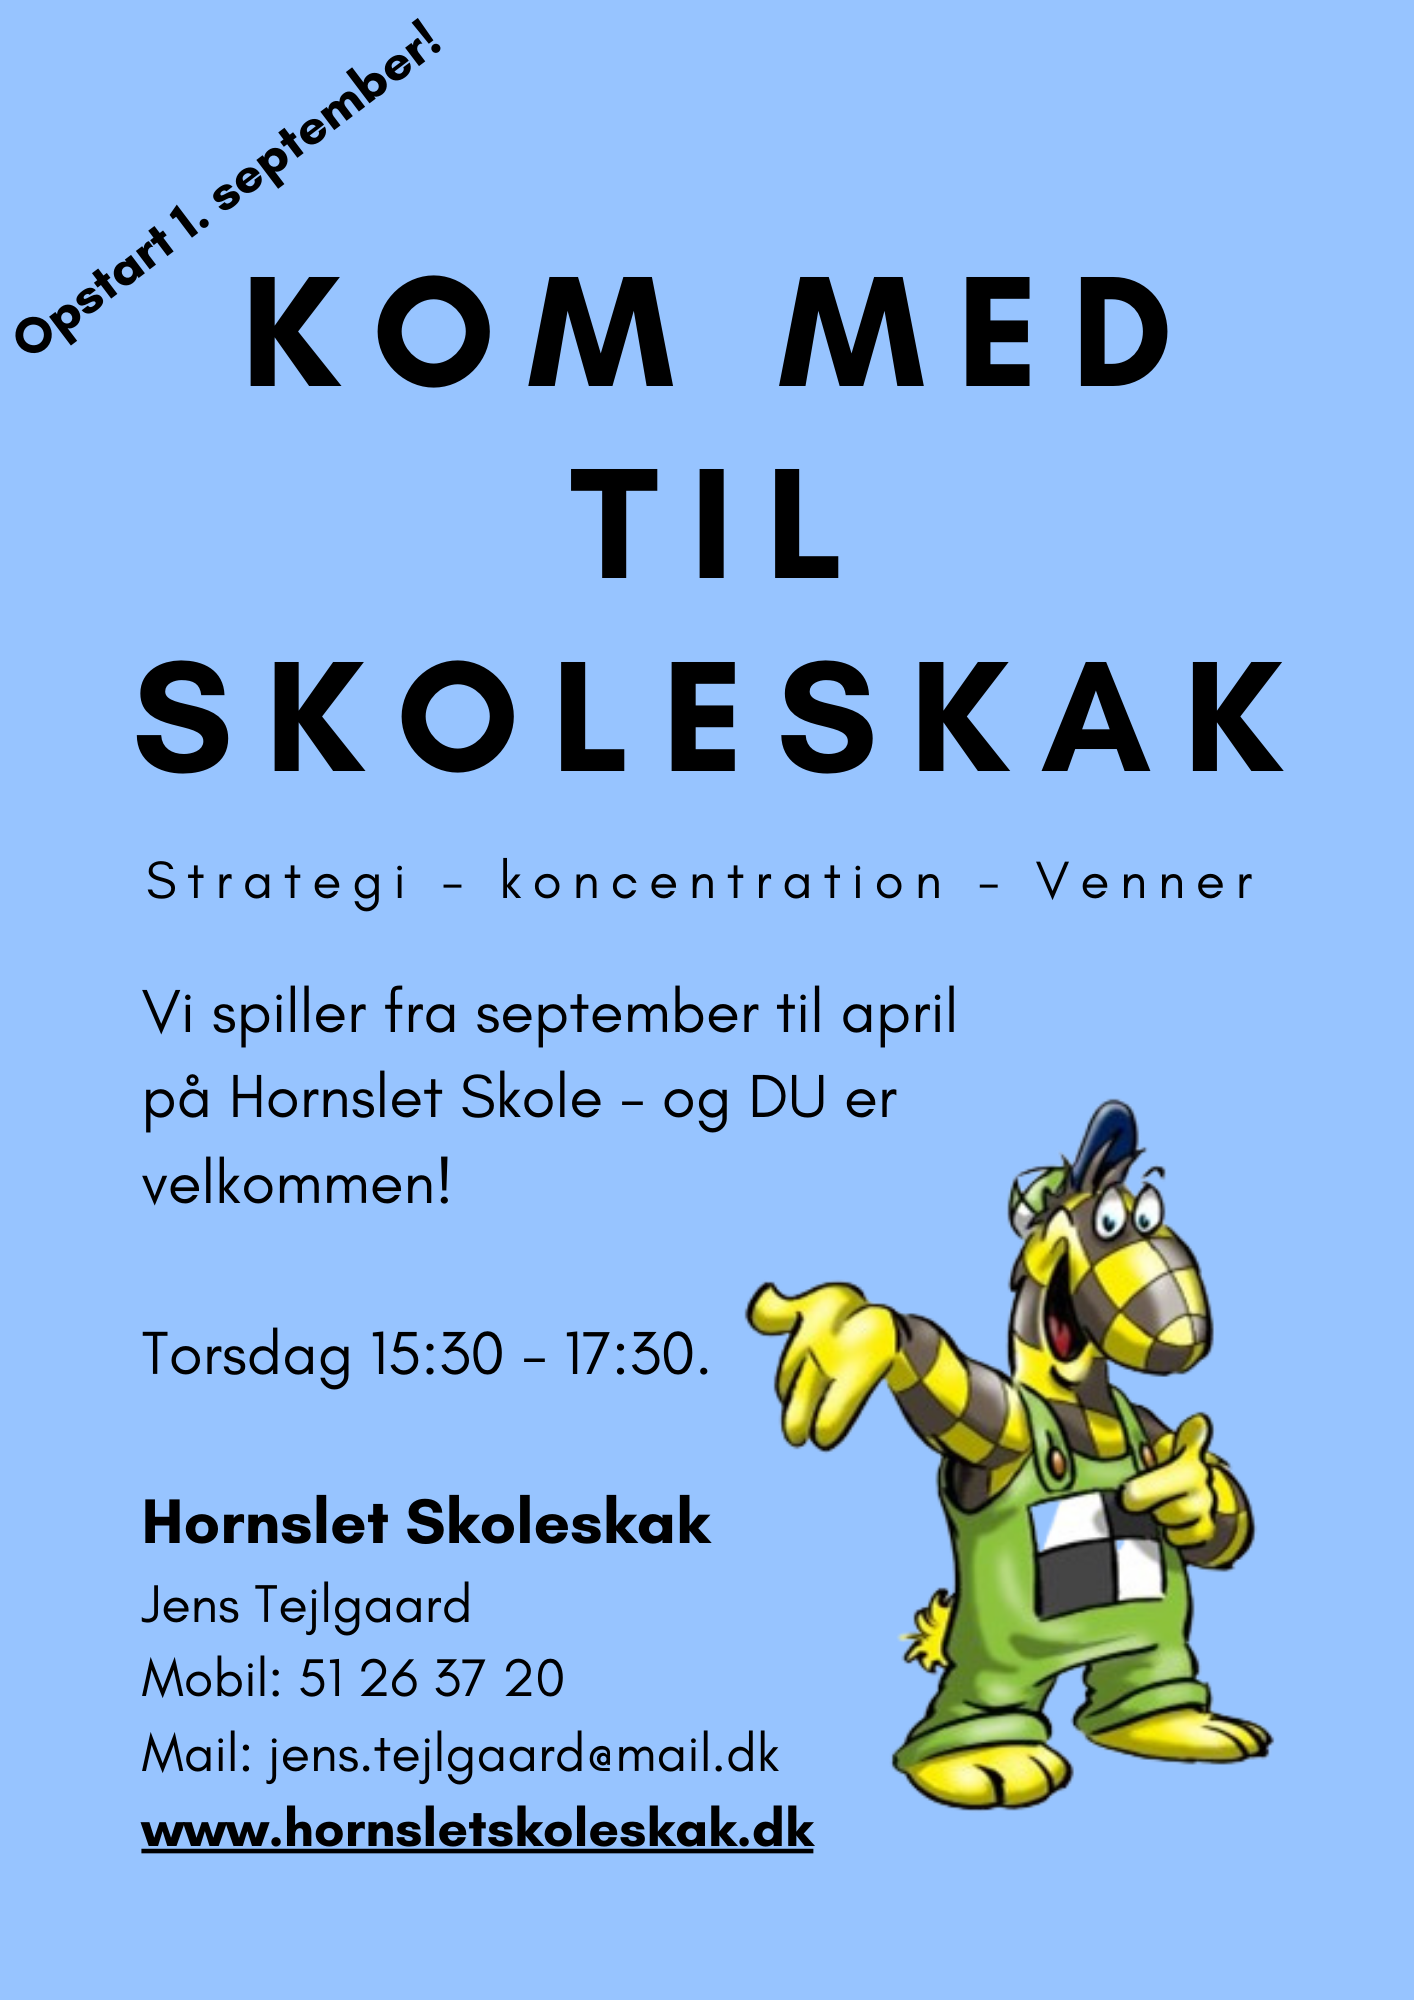 Opstart 1. september!
KOM MED
TIL
SKOLESKAK
Strategi - koncentration - Venner
Vi spiller fra september til april
på Hornslet Skole - og DU er
velkommen!
Torsdag 15:30 - 17:30.
Hornslet Skoleskak
Jens Tejlgaard
Mobil: 51 26 37 20
Mail: jens.tejlgaard@mail.dk
www.hornsletskoleskak.dk